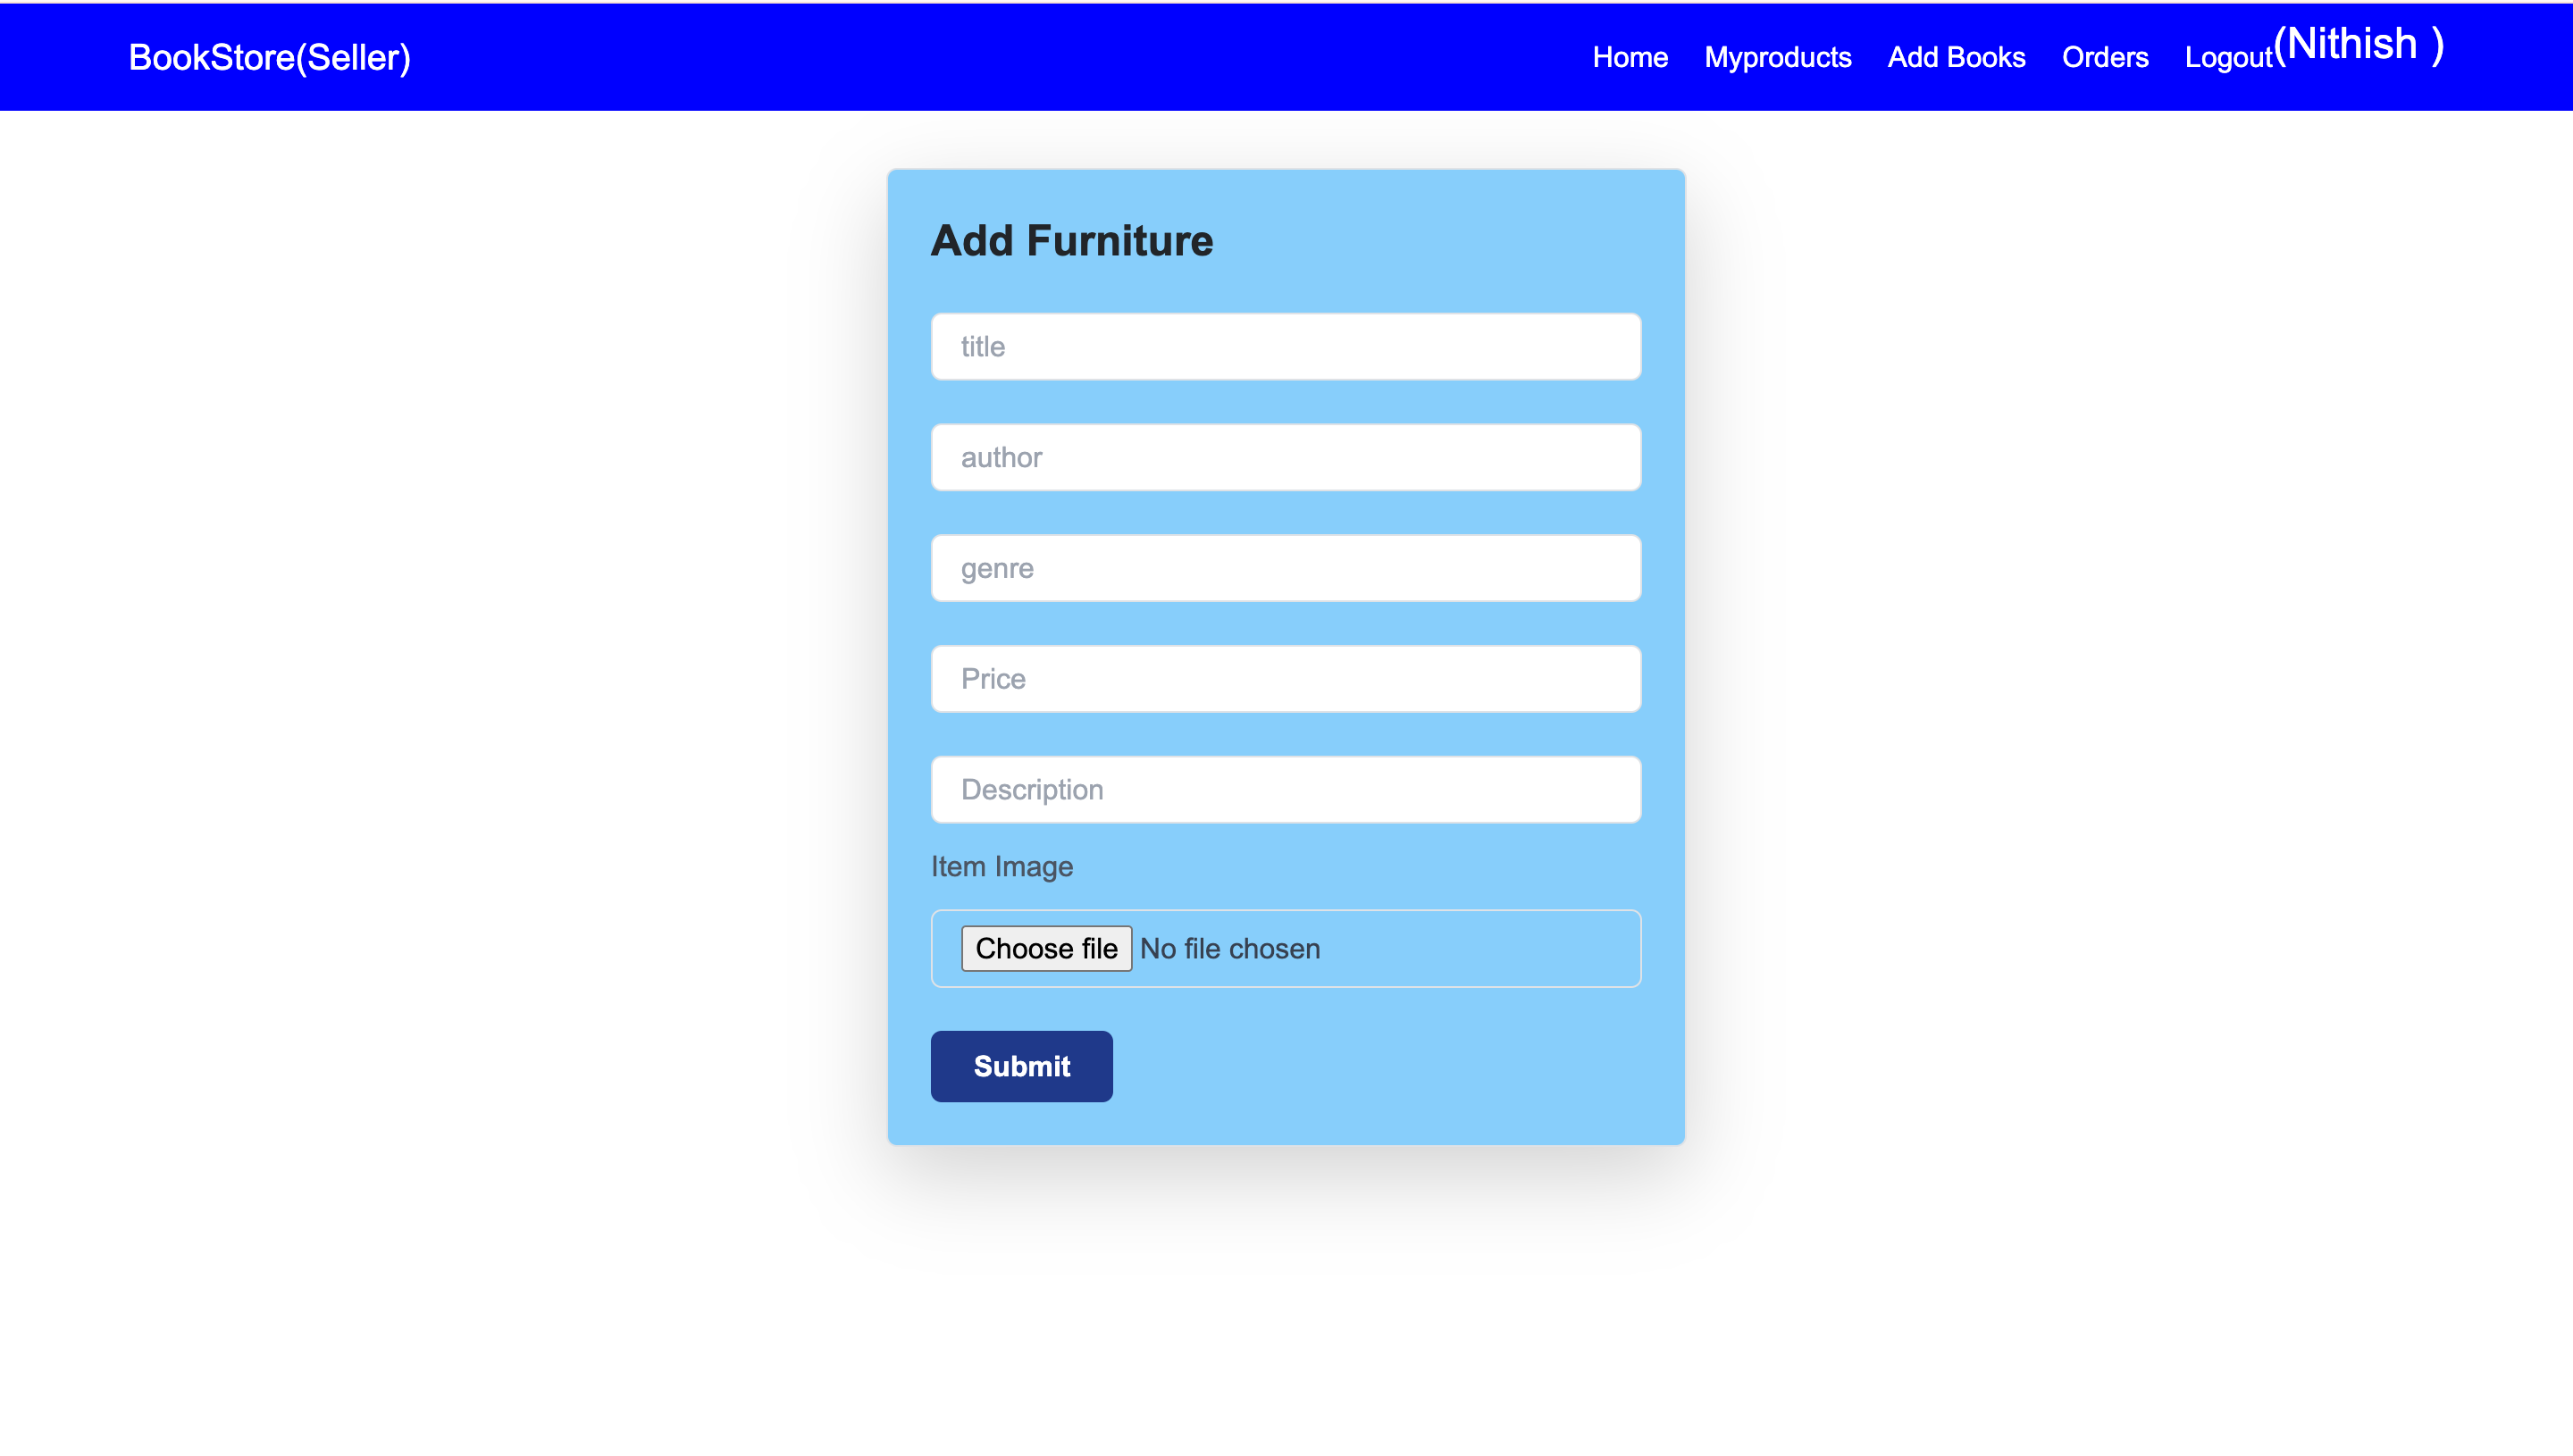 BookStore(Seller)
Home Myproducts Add Books Orders Logout(Nithish )
Add Furniture
title
author
genre
Price
Description
Item Image
Choose file No file chosen
Submit